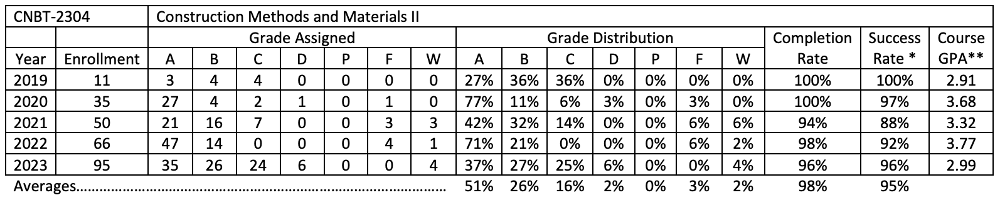 CNBT-2304 Construction Methods and Materials II
Grade Assigned Grade Distribution Completion Success Course
Year Enrollment A B C D P F W A B C D P F W Rate Rate * GPA**
2019 11 3 4 4 0 0 0 0 27% 36% 36% 0% 0% 0% 0% 100% 100% 2.91
2020 35 27 4 2 1 0 1 0 77% 11% 6% 3% 0% 3% 0% 100% 97% 3.68
2021 50 21 16 7 0 0 3 3 42% 32% 14% 0% 0% 6% 6% 94% 88% 3.32
2022 66 47 14 0 0 0 4 1 71% 21% 0% 0% 0% 6% 2% 98% 92% 3.77
2023 95 35 26 24 6 0 0 4 37% 27% 25% 6% 0% 0% 4% 96% 96% 2.99
Averages........................................................................................... 51% 26% 16% 2% 0% 3% 2% 98% 95%